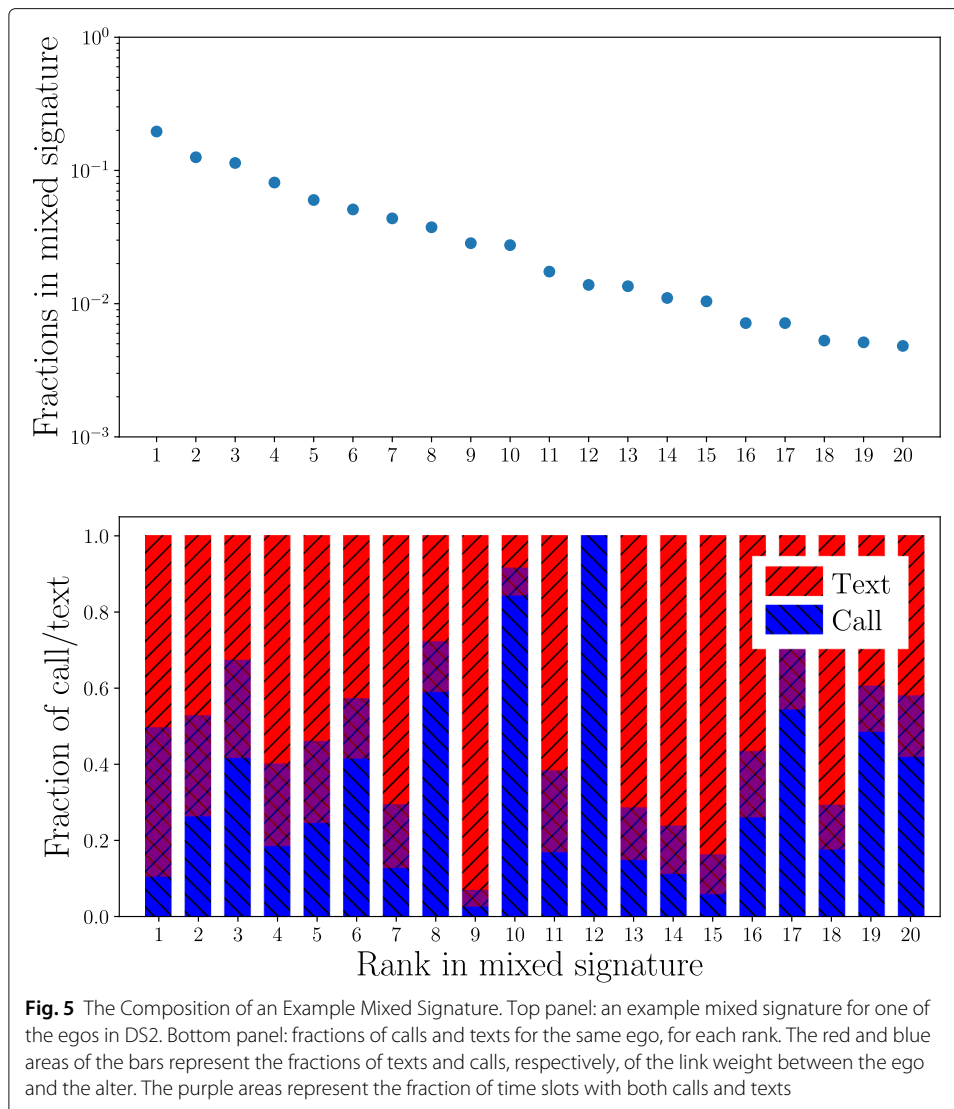 Fractions in mixed signature
10^0
10^-1
10^-2
10^-3
1 2 3 4 5 6 7 8 9 10 11 12 13 14 15 16 17 18 19 20
Fraction of call/text
1.0
0.8
0.6
0.4
0.2
0.0
Text
Call
1 2 3 4 5 6 7 8 9 10 11 12 13 14 15 16 17 18 19 20
Rank in mixed signature
Fig. 5 The Composition of an Example Mixed Signature. Top panel: an example mixed signature for one of
the egos in DS2. Bottom panel: fractions of calls and texts for the same ego, for each rank. The red and blue
areas of the bars represent the fractions of texts and calls, respectively, of the link weight between the ego
and the alter. The purple areas represent the fraction of time slots with both calls and texts